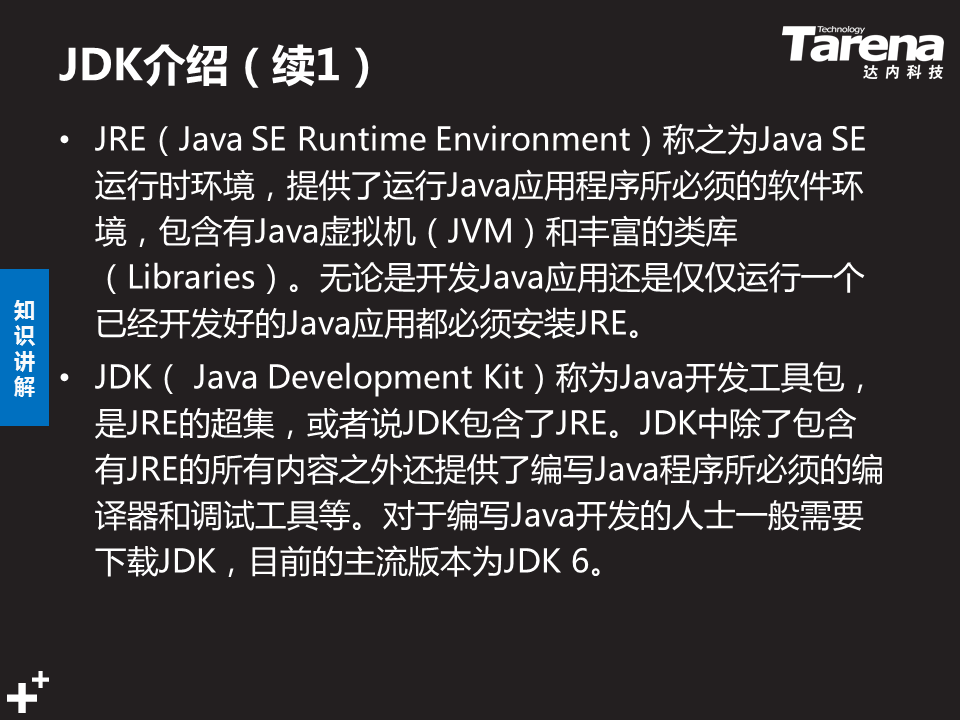 JDK介绍（续1）
Technology
Tarena
达内科技
• JRE（Java SE Runtime Environment）称之为Java SE
运行时环境，提供了运行Java应用程序所必须的软件环
境，包含有Java虚拟机（JVM）和丰富的类库
（Libraries）。无论是开发Java应用还是仅仅运行一个
已经开发好的Java应用都必须安装JRE。
• JDK（ Java Development Kit）称为Java开发工具包，
是JRE的超集，或者说JDK包含了JRE。JDK中除了包含
有JRE的所有内容之外还提供了编写Java程序所必须的编
译器和调试工具等。对于编写Java开发的人士一般需要
下载JDK，目前的主流版本为JDK 6。
知
识
讲
解